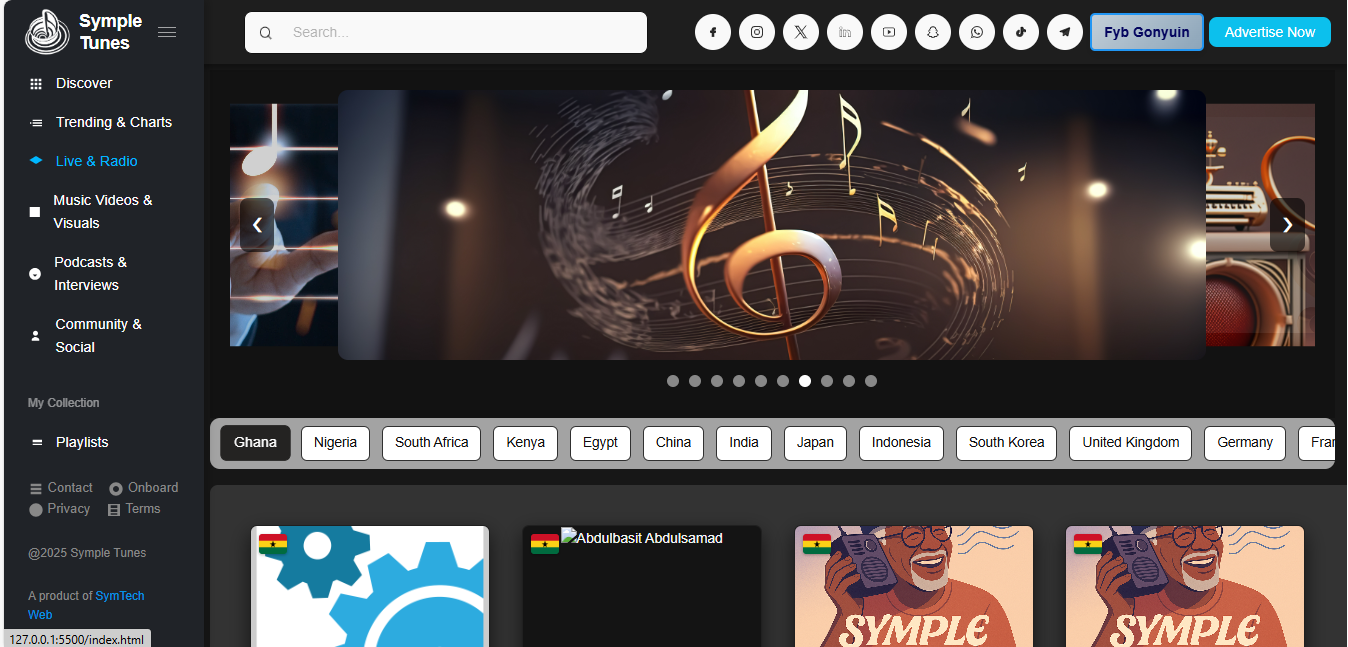 Symple
Tunes
Search...
Fyb Gonyuin
Advertise Now
Discover
Trending & Charts
Live & Radio
Music Videos &
Visuals
Podcasts &
Interviews
Community &
Social
My Collection
Playlists
Contact
Onboard
Privacy
Terms
@2025 Symple Tunes
A product of SymTech
Web
127.0.0.1:5500/index.html
Ghana
Nigeria
South Africa
Kenya
Egypt
China
India
Japan
Indonesia
South Korea
United Kingdom
Germany
Fran
Abdulbasit Abdulsamad
SYMPLE
SYMPLE